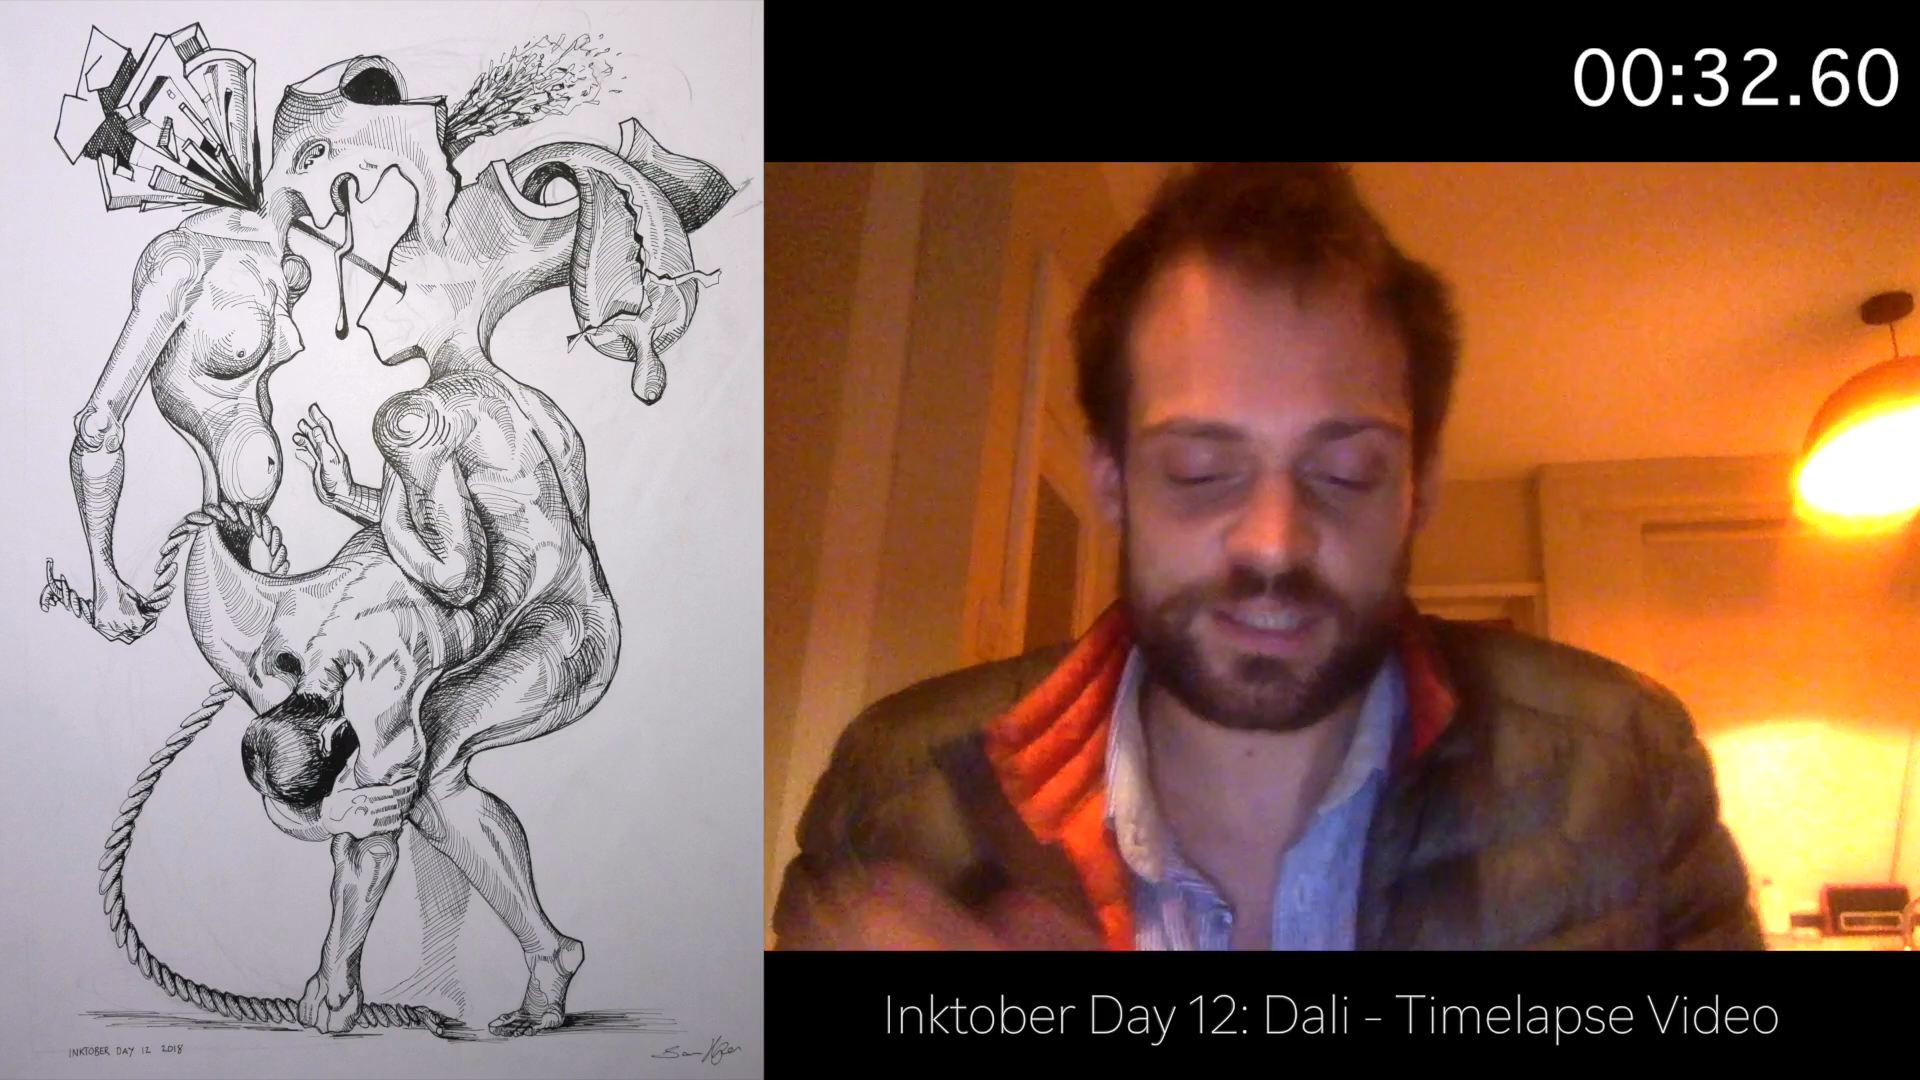 00:32.60
Inktober Day 12: Dali - Timelapse Video
INKTOBER DAY 12 2018